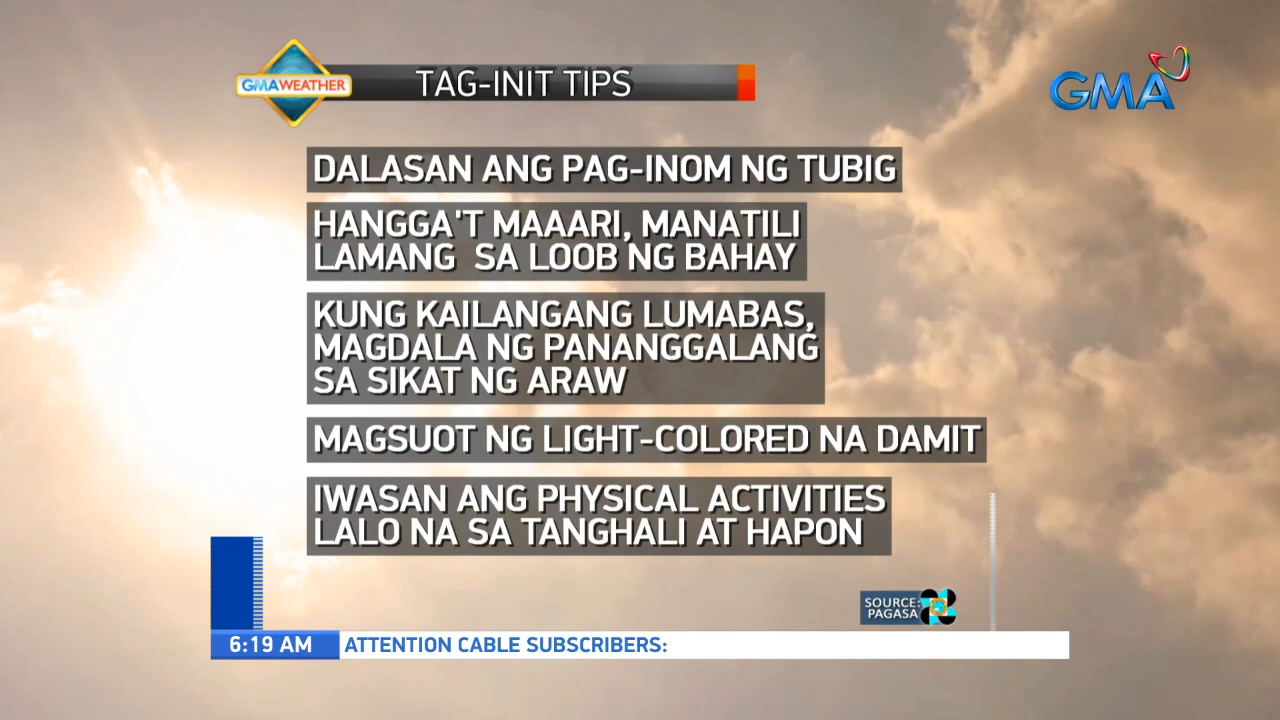 GMAWEATHER
TAG-INIT TIPS
GMA
DALASAN ANG PAG-INOM NG TUBIG
HANGGA'T MAAARI, MANATILI
LAMANG SA LOOB NG BAHAY
KUNG KAILANGANG LUMABAS,
MAGDALA NG PANANGGALANG
SA SIKAT NG ARAW
MAGSUOT NG LIGHT-COLORED NA DAMIT
IWASAN ANG PHYSICAL ACTIVITIES
LALO NA SA TANGHALI AT HAPON
SOURCE:
PAGASA
6:19 AM ATTENTION CABLE SUBSCRIBERS: